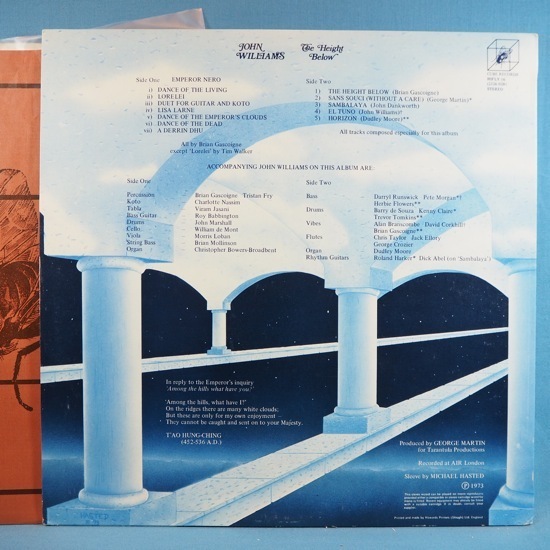 JOHN WILLIAMS
The Height Below
CUBE RECORDS
STEREO
Side One EMPEROR NERO
i) DANCE OF THE LIVING
ii) LORELEI
iii) DUET FOR GUITAR AND KOTO
iv) LISA LARNE
v) DANCE OF THE EMPEROR'S CLOUDS
vi) DANCE OF THE DEAD
vii) A DERRIN DHU
All by Brian Gascoigne
except 'Lorelei' by Tim Walker
Side Two
1) THE HEIGHT BELOW (Brian Gascoigne)
2) SANS SOUCI (WITHOUT A CARE) (George Martin)*
3) SAMBALAYA (John Dankworth)
4) EL TUNO (John Williams)†
5) HORIZON (Dudley Moore)**
All tracks composed especially for this album
ACCOMPANYING JOHN WILLIAMS ON THIS ALBUM ARE:
Side One
Percussion Brian Gascoigne Tristan Fry
Koto Charlotte Nassim
Tabla Viram Jasani
Bass Guitar Roy Babbington
Drums John Marshall
Cello William de Mont
Viola Morris Loban
String Bass Brian Mollinson
Organ Christopher Bowers-Broadbent
Side Two
Bass Darryl Runswick Pete Morgan*†
Herbie Flowers**
Drums Barry de Souza Kenny Clare*
Trevor Tomkins**
Vibes Alan Branscombe David Corkhill†
Brian Gascoigne**
Flutes Chris Taylor Jack Ellory
George Crozier
Organ Dudley Moore
Rhythm Guitars Roland Harker* Dick Abel (on 'Sambalaya')
In reply to the Emperor's inquiry
'Among the hills what have you?'
'Among the hills, what have I?'
On the ridges there are many white clouds;
But these are only for my own enjoyment –
They cannot be caught and sent on to your Majesty.
T'AO HUNG-CHING
(452-536 A.D.)
Produced by GEORGE MARTIN
for Tarantula Productions
Recorded at AIR London
Sleeve by MICHAEL HASTED
Ⓟ 1973
HASTED